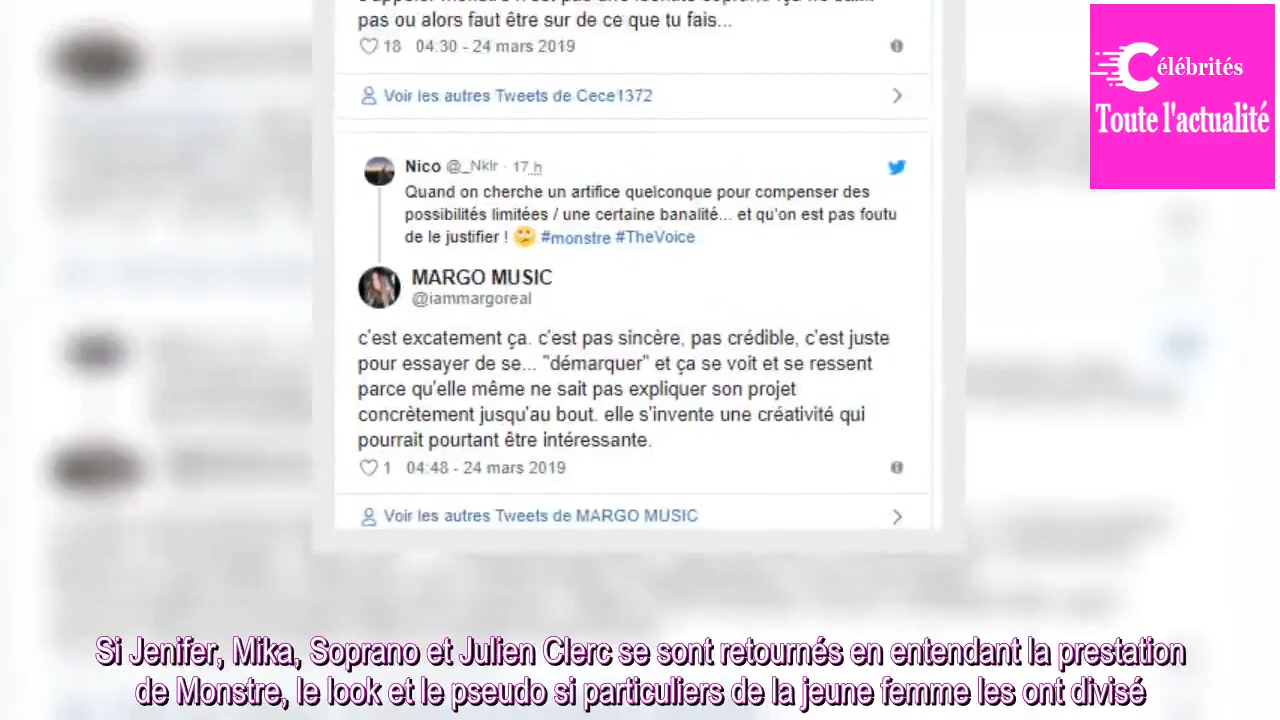 pas ou alors faut être sur de ce que tu fais...
18 04:30 - 24 mars 2019
Voir les autres Tweets de Cece1372
Nico @_Nklr · 17 h
Quand on cherche un artifice quelconque pour compenser des
possibilités limitées / une certaine banalité... et qu'on est pas foutu
de le justifier ! 🙄 #monstre #TheVoice
MARGO MUSIC
@iammargoreal
c'est excatement ça. c'est pas sincère, pas crédible, c'est juste
pour essayer de se... "démarquer" et ça se voit et se ressent
parce qu'elle même ne sait pas expliquer son projet
concrètement jusqu'au bout. elle s'invente une créativité qui
pourrait pourtant être intéressante.
1 04:48 - 24 mars 2019
Voir les autres Tweets de MARGO MUSIC
Célébrités
Toute l'actualité
Si Jenifer, Mika, Soprano et Julien Clerc se sont retournés en entendant la prestation
de Monstre, le look et le pseudo si particuliers de la jeune femme les ont divisé